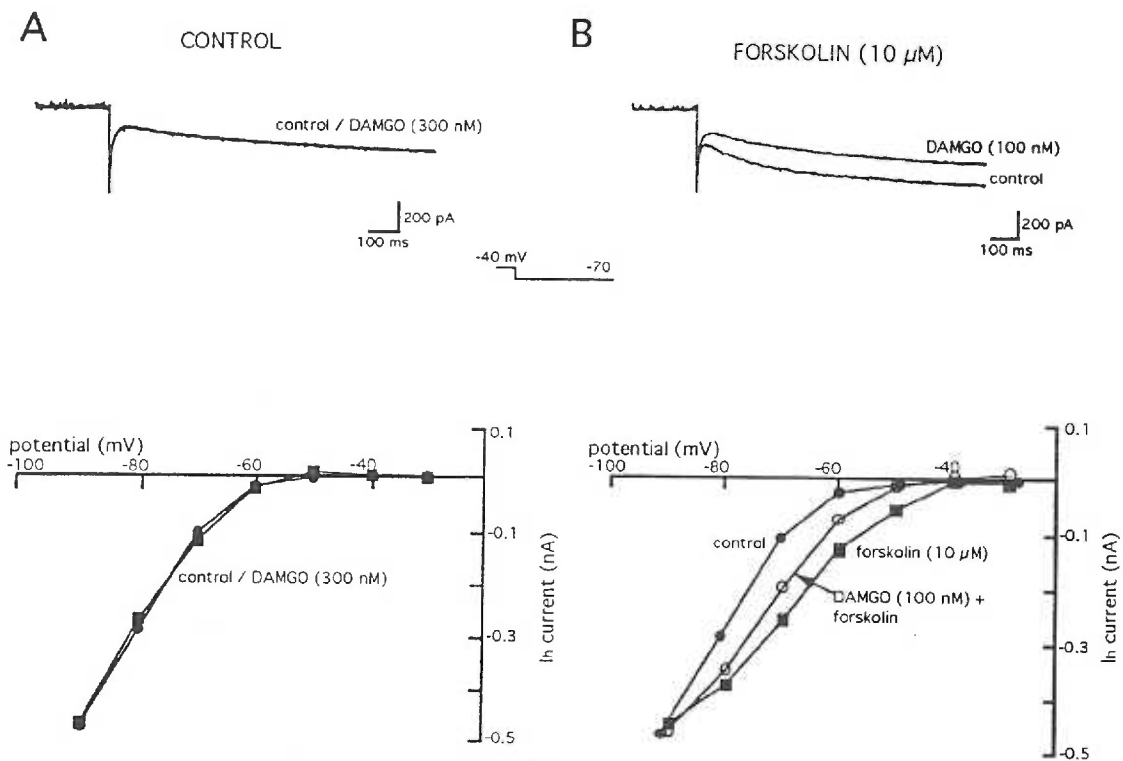 A
CONTROL
control / DAMGO (300 nM)
200 pA
100 ms
B
FORSKOLIN (10 µM)
DAMGO (100 nM)
control
200 pA
100 ms
-40 mV
-70
potential (mV)
-100
-80
-60
-40
0.1
-0.1
-0.3
-0.5
Ih current (nA)
control / DAMGO (300 nM)
potential (mV)
-100
-80
-60
-40
0.1
-0.1
-0.3
-0.5
Ih current (nA)
control
forskolin (10 µM)
DAMGO (100 nM) +
forskolin